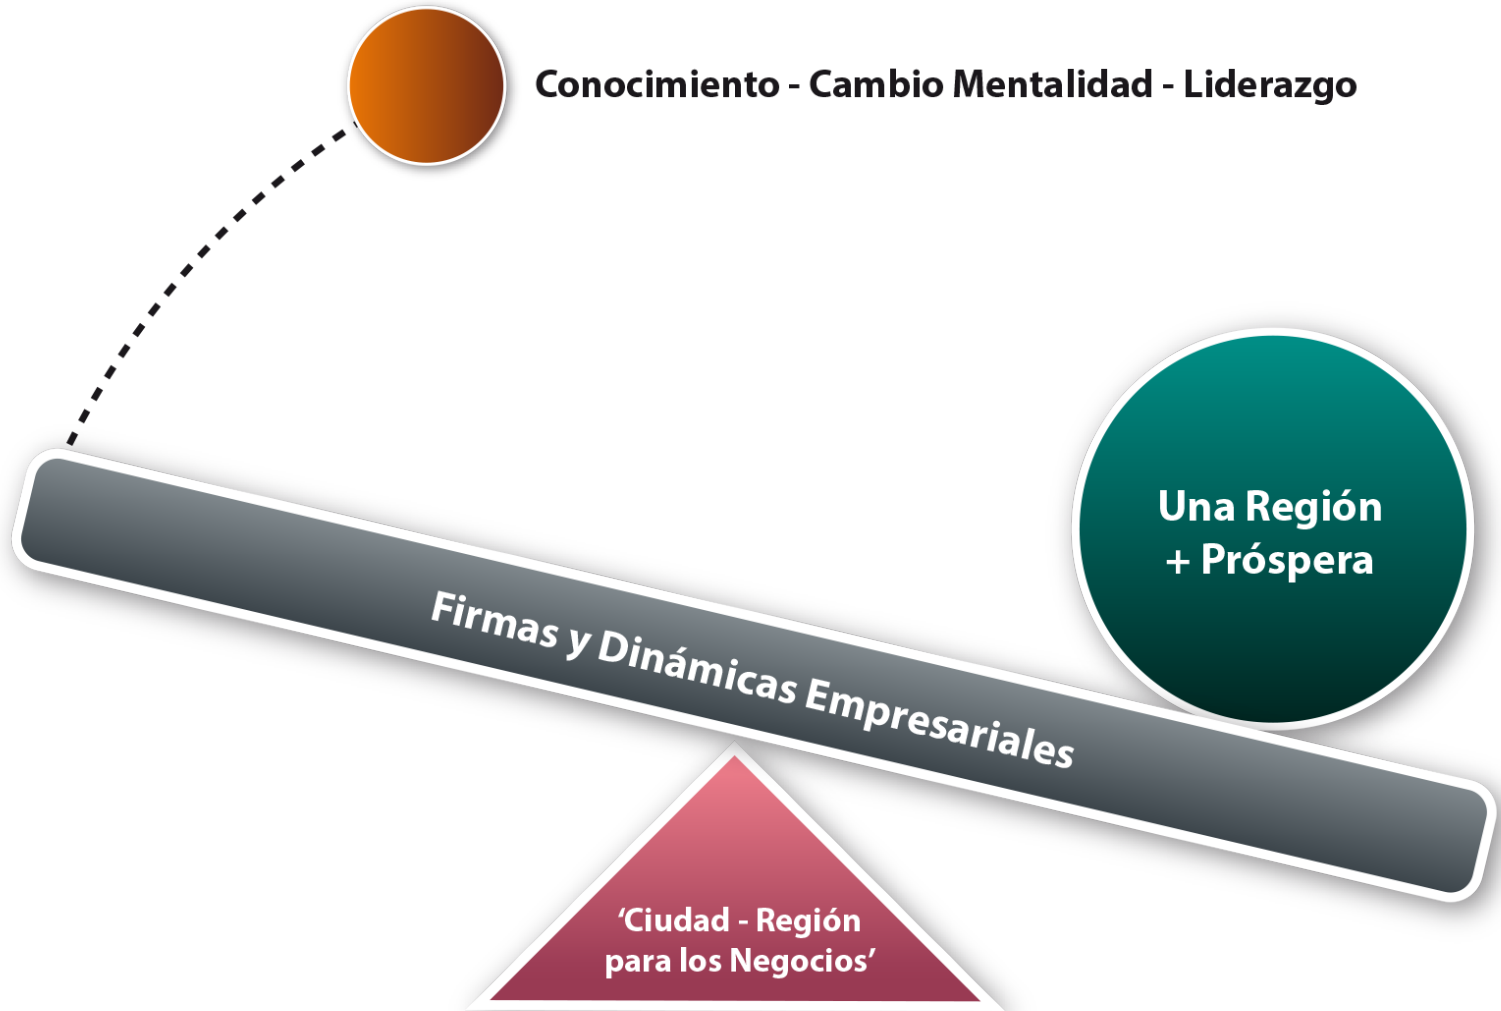 Conocimiento - Cambio Mentalidad - Liderazgo
Una Región
+ Próspera
Firmas y Dinámicas Empresariales
‘Ciudad - Región
para los Negocios’